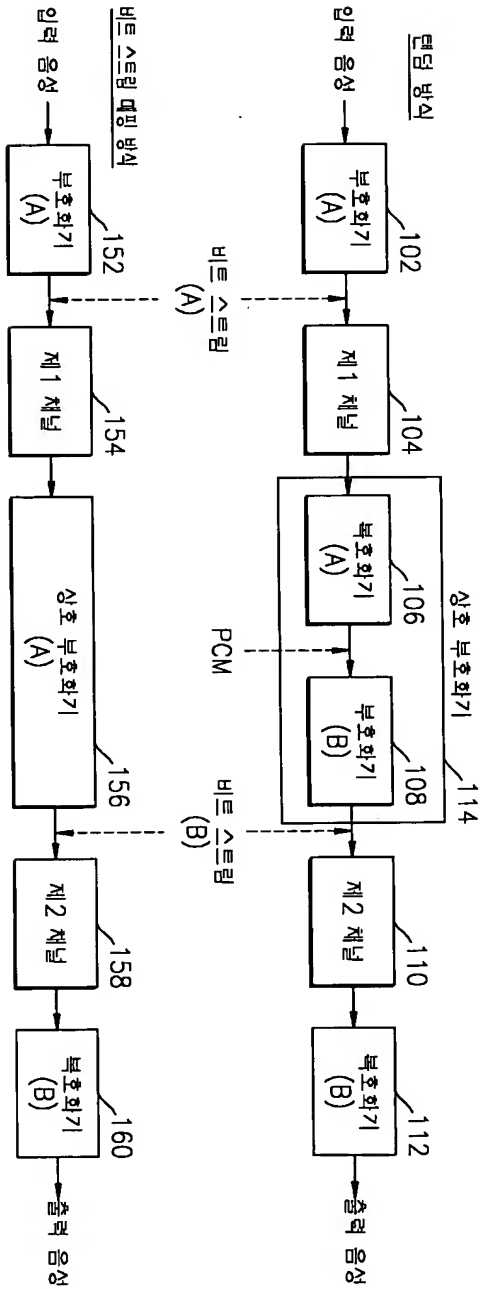 탠덤 방식
입력 음성
부호화기
(A)
102
제1 채널
104
상호 부호화기
114
복호화기
(A)
106
PCM
부호화기
(B)
108
제2 채널
110
복호화기
(B)
112
출력 음성
비트 스트림
(A)
비트 스트림
(B)
비트 스트림 매핑 방식
입력 음성
부호화기
(A)
152
제1 채널
154
상호 부호화기
(A)
156
제2 채널
158
복호화기
(B)
160
출력 음성